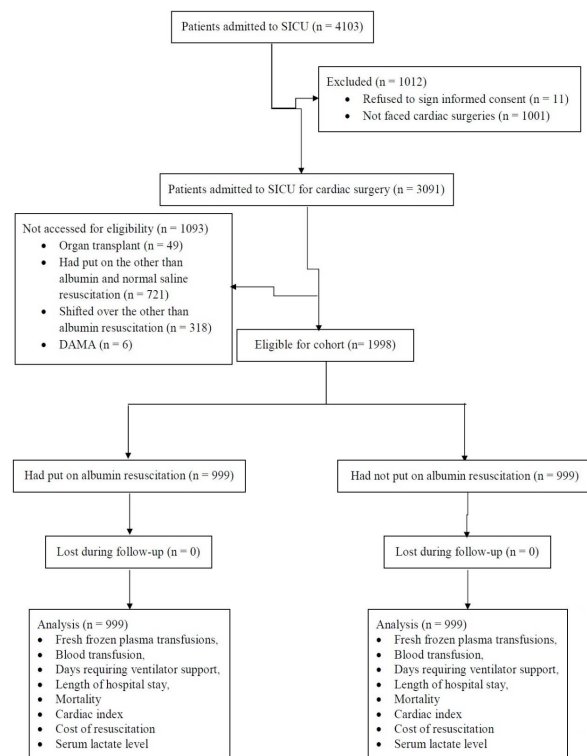 Patients admitted to SICU (n = 4103)
Excluded (n = 1012)
• Refused to sign informed consent (n = 11)
• Not faced cardiac surgeries (n = 1001)
Patients admitted to SICU for cardiac surgery (n = 3091)
Not accessed for eligibility (n = 1093)
• Organ transplant (n = 49)
• Had put on the other than
albumin and normal saline
resuscitation (n = 721)
• Shifted over the other than
albumin resuscitation (n = 318)
• DAMA (n = 6)
Eligible for cohort (n= 1998)
Had put on albumin resuscitation (n = 999)
Had not put on albumin resuscitation (n = 999)
Lost during follow-up (n = 0)
Lost during follow-up (n = 0)
Analysis (n = 999)
• Fresh frozen plasma transfusions,
• Blood transfusion,
• Days requiring ventilator support,
• Length of hospital stay,
• Mortality
• Cardiac index
• Cost of resuscitation
• Serum lactate level
Analysis (n = 999)
• Fresh frozen plasma transfusions,
• Blood transfusion,
• Days requiring ventilator support,
• Length of hospital stay,
• Mortality
• Cardiac index
• Cost of resuscitation
• Serum lactate level